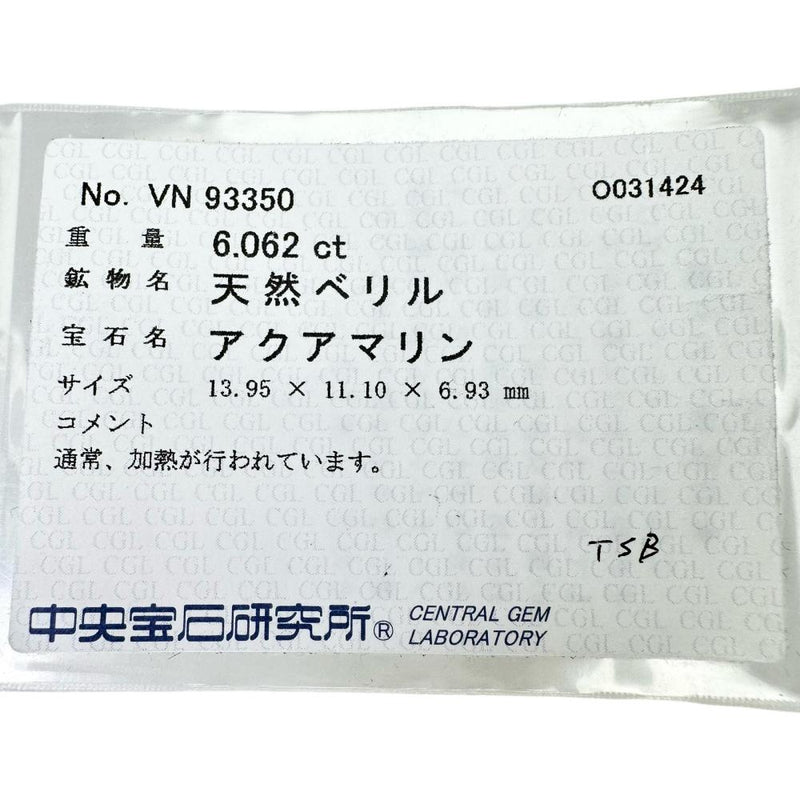 No. VN 93350 O031424
重量 6.062 ct
鉱物名 天然ベリル
宝石名 アクアマリン
サイズ 13.95 × 11.10 × 6.93 mm
コメント
通常、加熱が行われています。
TSB
中央宝石研究所® CENTRAL GEM
LABORATORY